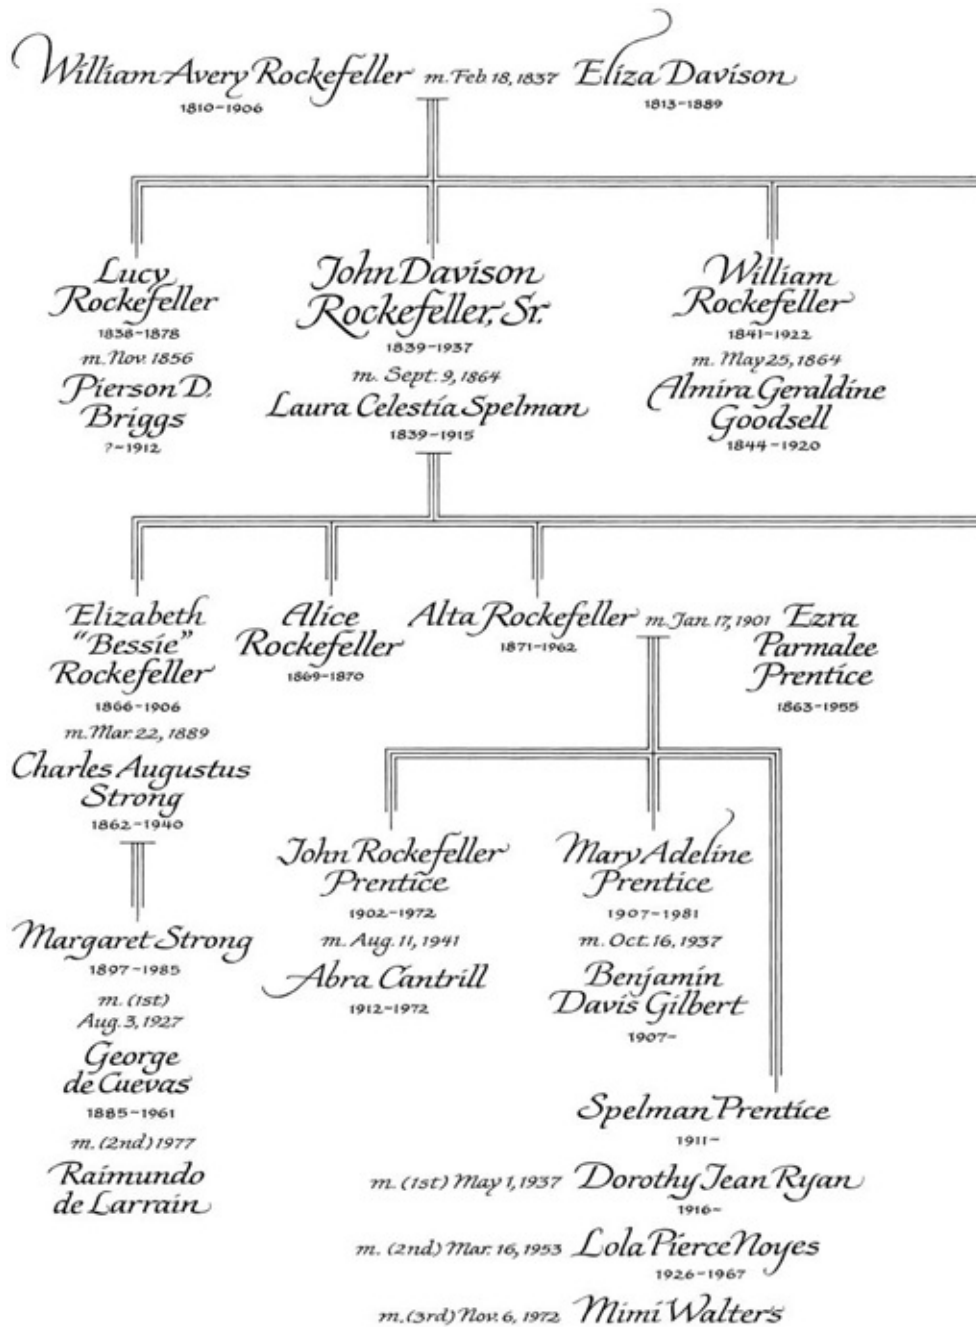 William Avery Rockefeller m. Feb. 18, 1837 Eliza Davison
1810-1906 1813-1889
Lucy
Rockefeller
1838-1878
m. Nov. 1856
Pierson D.
Briggs
?-1912
John Davison
Rockefeller, Sr.
1839-1937
m. Sept. 9, 1864
Laura Celestia Spelman
1839-1915
William
Rockefeller
1841-1922
m. May 25, 1864
Almira Geraldine
Goodsell
1844-1920
Elizabeth
"Bessie"
Rockefeller
1866-1906
m. Mar. 22, 1889
Charles Augustus
Strong
1862-1940
Margaret Strong
1897-1985
m. (1st)
Aug. 3, 1927
George
de Cuevas
1885-1961
m. (2nd) 1977
Raimundo
de Larrain
Alice
Rockefeller
1869-1870
Alta Rockefeller m. Jan. 17, 1901
1871-1962
Ezra
Parmalee
Prentice
1863-1955
John Rockefeller
Prentice
1902-1972
m. Aug. 11, 1941
Abra Cantrill
1912-1972
Mary Adeline
Prentice
1907-1981
m. Oct. 16, 1937
Benjamin
Davis Gilbert
1907-
Spelman Prentice
1911-
m. (1st) May 1, 1937 Dorothy Jean Ryan
1916-
m. (2nd) Mar. 16, 1953 Lola Pierce Noyes
1926-1967
m. (3rd) Nov. 6, 1972 Mimi Walters